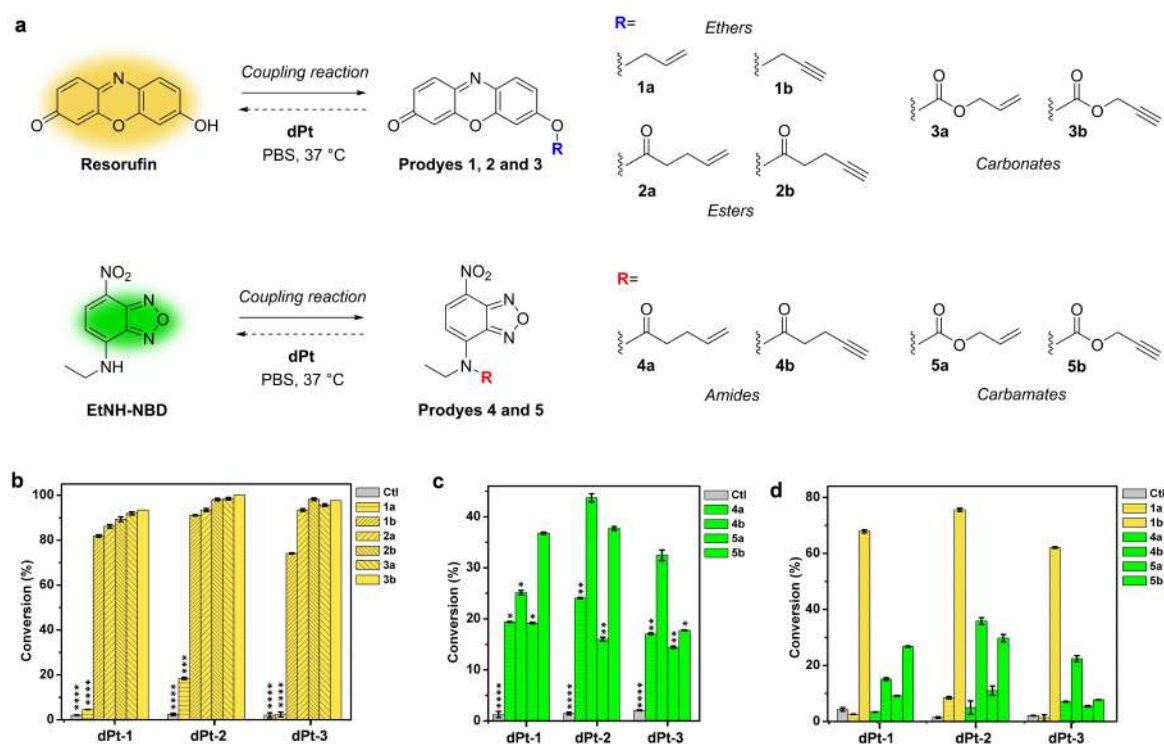 a
R=
Ethers
Coupling reaction
N
N
O
O
OH
O
O
O
R
dPt
PBS, 37 °C
Resorufin
Prodyes 1, 2 and 3
1a
1b
O
O
2a
2b
Esters
O
O
O
O
3a
3b
Carbonates
NO2
N
O
N
NH
EtNH-NBD
Coupling reaction
dPt
PBS, 37 °C
NO2
N
O
N
N
R
Prodyes 4 and 5
R=
O
O
4a
4b
Amides
O
O
O
O
5a
5b
Carbamates
b
Conversion (%)
100
80
60
40
20
0
**** **** **** **** **** ****
dPt-1 dPt-2 dPt-3
Ctl
1a
1b
2a
2b
3a
3b
c
Conversion (%)
40
30
20
10
0
**** * * * **** ** ** **** ** ** *
dPt-1 dPt-2 dPt-3
Ctl
4a
4b
5a
5b
d
Conversion (%)
80
60
40
20
0
dPt-1 dPt-2 dPt-3
Ctl
1a
1b
4a
4b
5a
5b